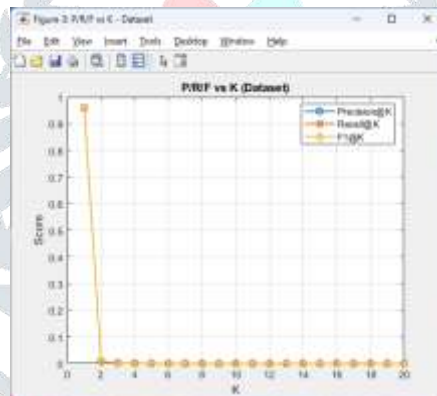 Figure 3: P/R/F vs K - Dataset
File Edit View Insert Tools Desktop Window Help
P/R/F vs K (Dataset)
Precision@K
Recall@K
F1@K
1
0.9
0.8
0.7
0.6
0.5
0.4
0.3
0.2
0.1
0
Score
0 2 4 6 8 10 12 14 16 18 20
K